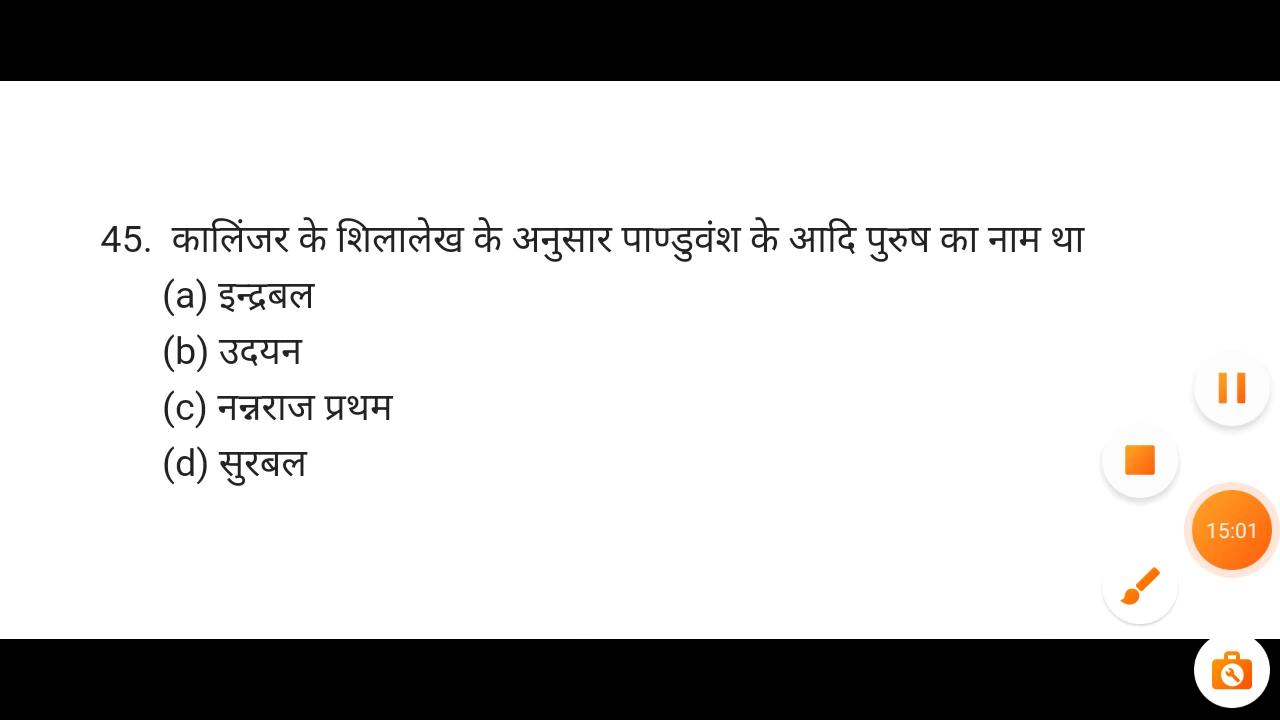 45. कालिंजर के शिलालेख के अनुसार पाण्डुवंश के आदि पुरुष का नाम था
(a) इन्द्रबल
(b) उदयन
(c) नन्नराज प्रथम
(d) सुरबल
15:01